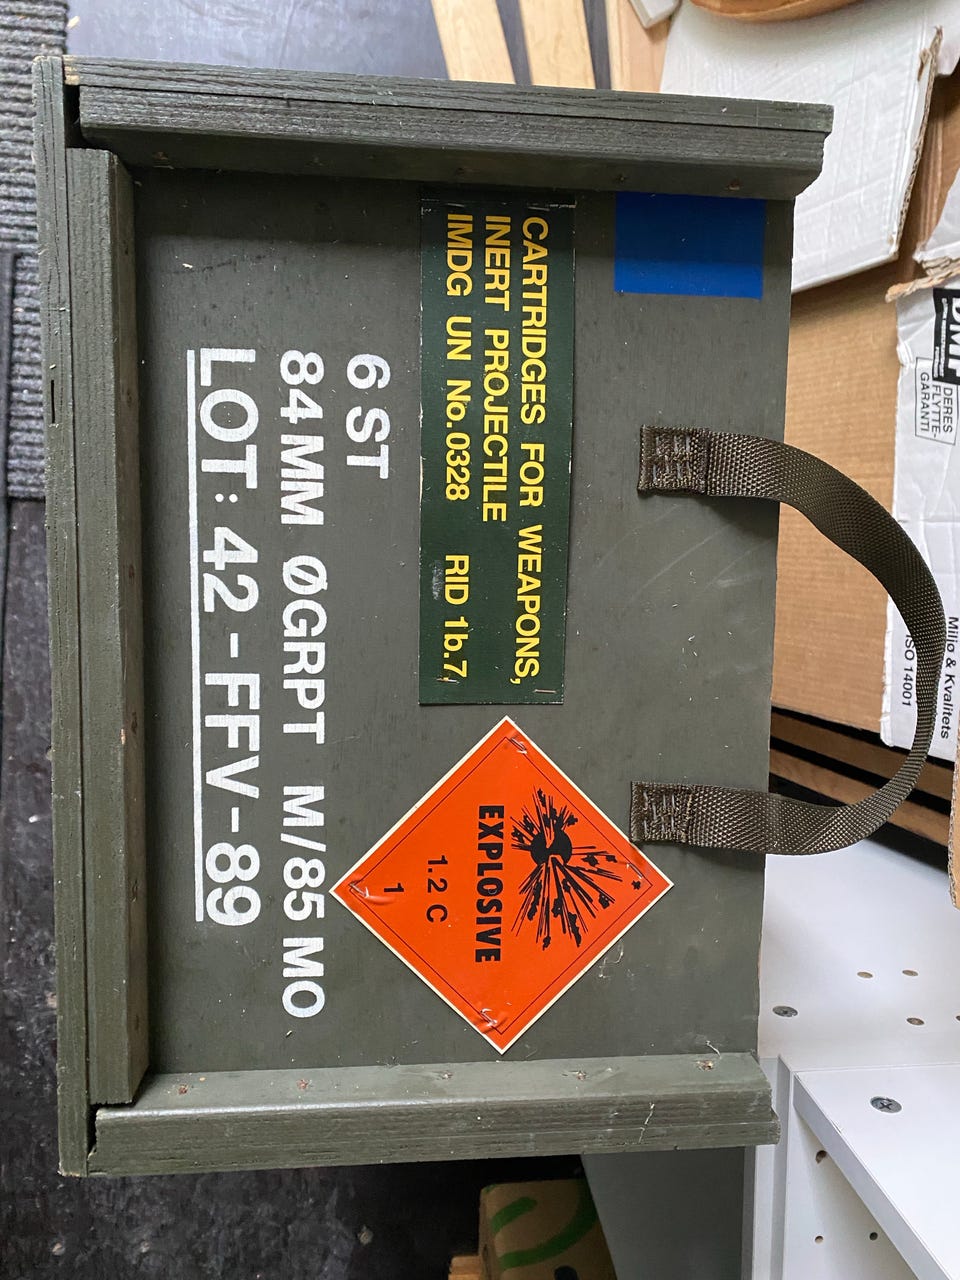 CARTRIDGES FOR WEAPONS,
INERT PROJECTILE
IMDG UN No. 0328 RID 1b.7,
EXPLOSIVE
1.2 C
1
6 ST
84 MM ØGRPT M/85 MO
LOT: 42-FFV-89
DERES
FLYTTE-
GARANTI
Miljø & Kvalitets
ISO 14001